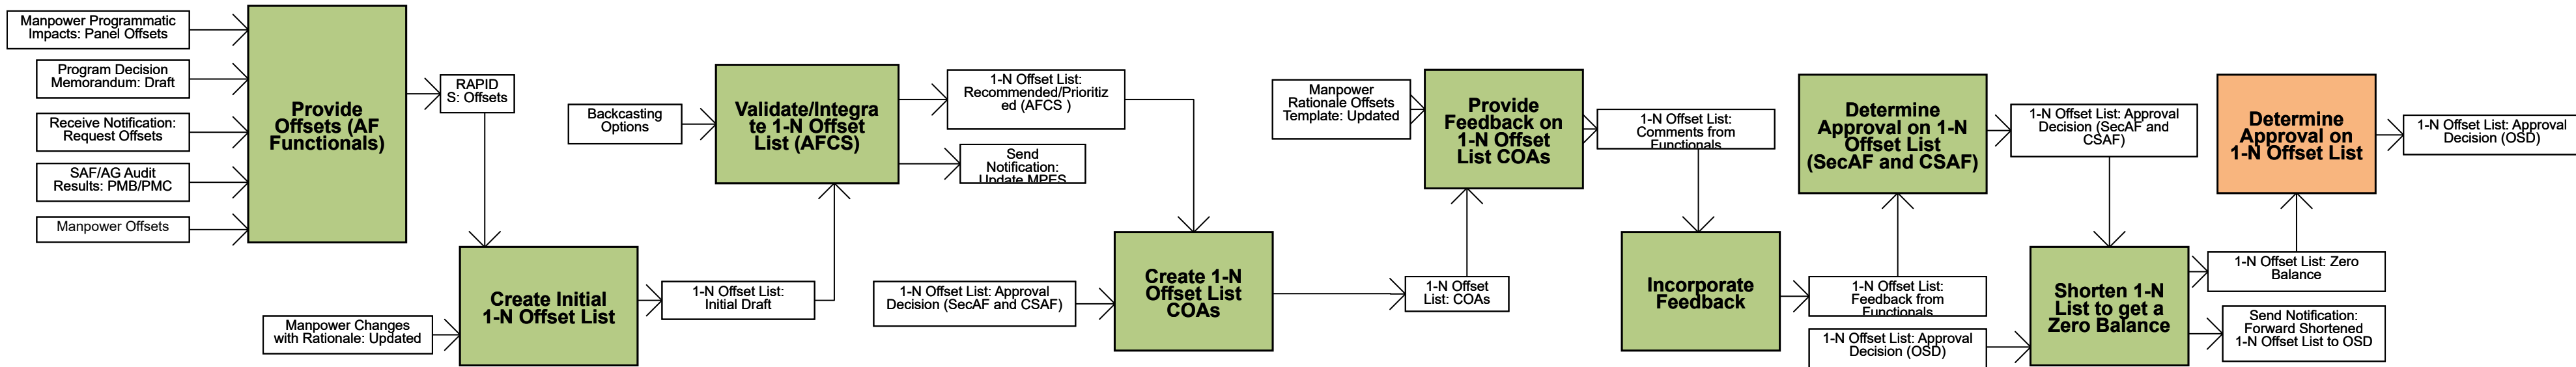 Manpower Programmatic
Impacts: Panel Offsets
Program Decision
Memorandum: Draft
Receive Notification:
Request Offsets
SAF/AG Audit
Results: PMB/PMC
Manpower Offsets
Provide
Offsets (AF
Functionals)
RAPID
S: Offsets
Manpower Changes
with Rationale: Updated
Create Initial
1-N Offset List
1-N Offset List:
Initial Draft
Backcasting
Options
Validate/Integra
te 1-N Offset
List (AFCS)
1-N Offset List:
Recommended/Prioritiz
ed (AFCS )
Send
Notification:
Update MPES
1-N Offset List: Approval
Decision (SecAF and CSAF)
Create 1-N
Offset List
COAs
1-N Offset
List: COAs
Manpower
Rationale Offsets
Template: Updated
Provide
Feedback on
1-N Offset
List COAs
1-N Offset List:
Comments from
Functionals
Incorporate
Feedback
1-N Offset List:
Feedback from
Functionals
1-N Offset List: Approval
Decision (OSD)
Determine
Approval on 1-N
Offset List
(SecAF and CSAF)
1-N Offset List: Approval
Decision (SecAF and
CSAF)
Shorten 1-N
List to get a
Zero Balance
1-N Offset List: Zero
Balance
Send Notification:
Forward Shortened
1-N Offset List to OSD
Determine
Approval on
1-N Offset List
1-N Offset List: Approval
Decision (OSD)